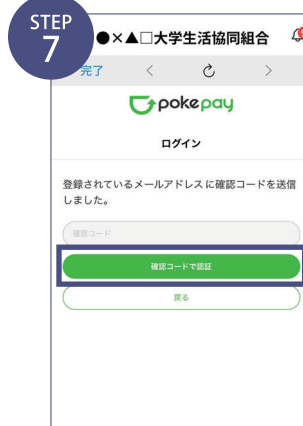 STEP
7
●×▲□大学生活協同組合
完了
pokepay
ログイン
登録されているメールアドレスに確認コードを送信
しました。
確認コード
確認コードで認証
戻る